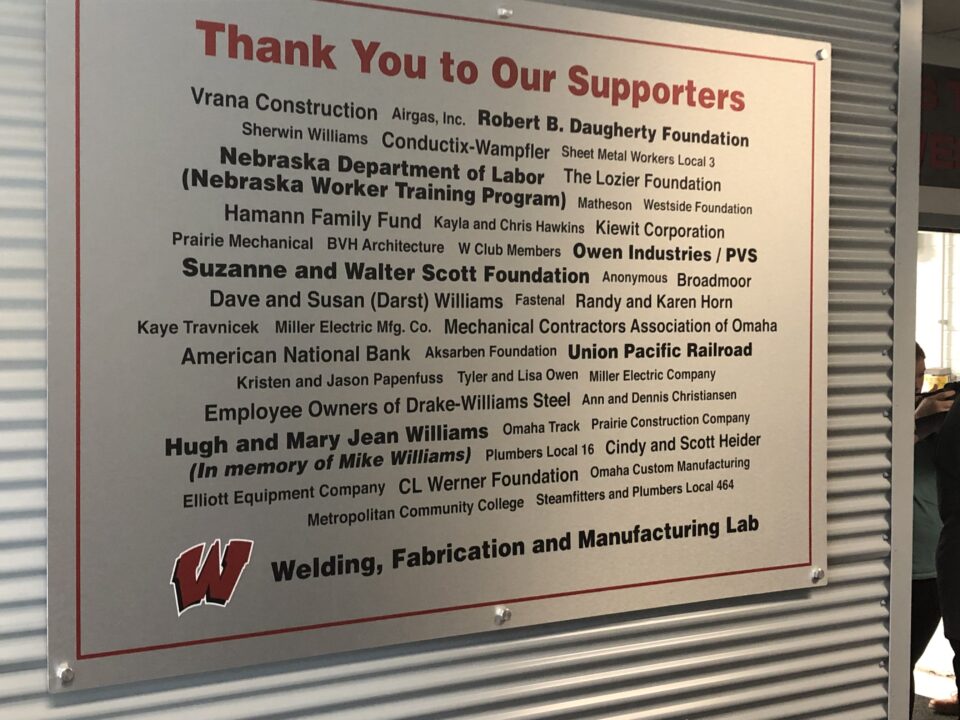 Thank You to Our Supporters
Vrana Construction Airgas, Inc. Robert B. Daugherty Foundation
Sherwin Williams Conductix-Wampfler Sheet Metal Workers Local 3
Nebraska Department of Labor The Lozier Foundation
(Nebraska Worker Training Program) Matheson Westside Foundation
Hamann Family Fund Kayla and Chris Hawkins Kiewit Corporation
Prairie Mechanical BVH Architecture W Club Members Owen Industries / PVS
Suzanne and Walter Scott Foundation Anonymous Broadmoor
Dave and Susan (Darst) Williams Fastenal Randy and Karen Horn
Kaye Travnicek Miller Electric Mfg. Co. Mechanical Contractors Association of Omaha
American National Bank Aksarben Foundation Union Pacific Railroad
Kristen and Jason Papenfuss Tyler and Lisa Owen Miller Electric Company
Employee Owners of Drake-Williams Steel Ann and Dennis Christiansen
Hugh and Mary Jean Williams Omaha Track Prairie Construction Company
(In memory of Mike Williams) Plumbers Local 16 Cindy and Scott Heider
Elliott Equipment Company CL Werner Foundation Omaha Custom Manufacturing
Metropolitan Community College Steamfitters and Plumbers Local 464
W Welding, Fabrication and Manufacturing Lab